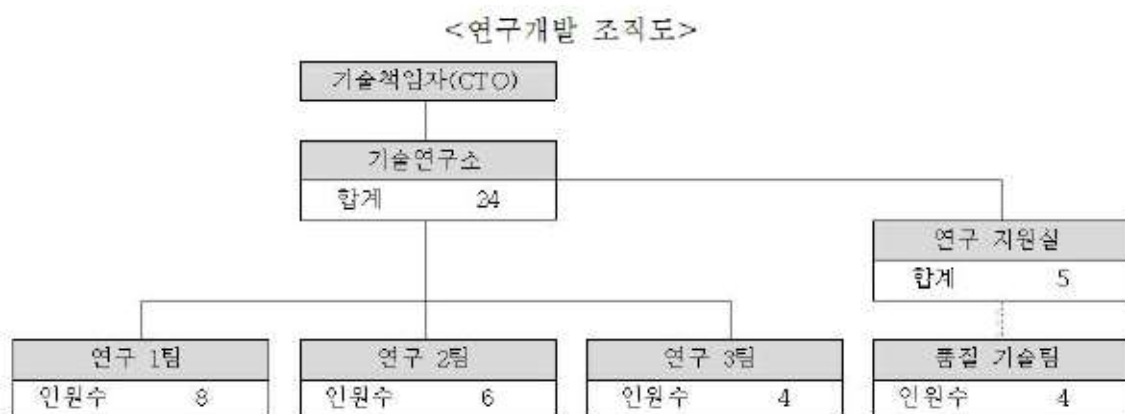 <연구개발 조직도>
기술책임자(CTO)
기술연구소
합계 24
연구 지원실
합계 5
연구 1팀 연구 2팀 연구 3팀 품질 기술팀
인원수 8 인원수 6 인원수 4 인원수 4